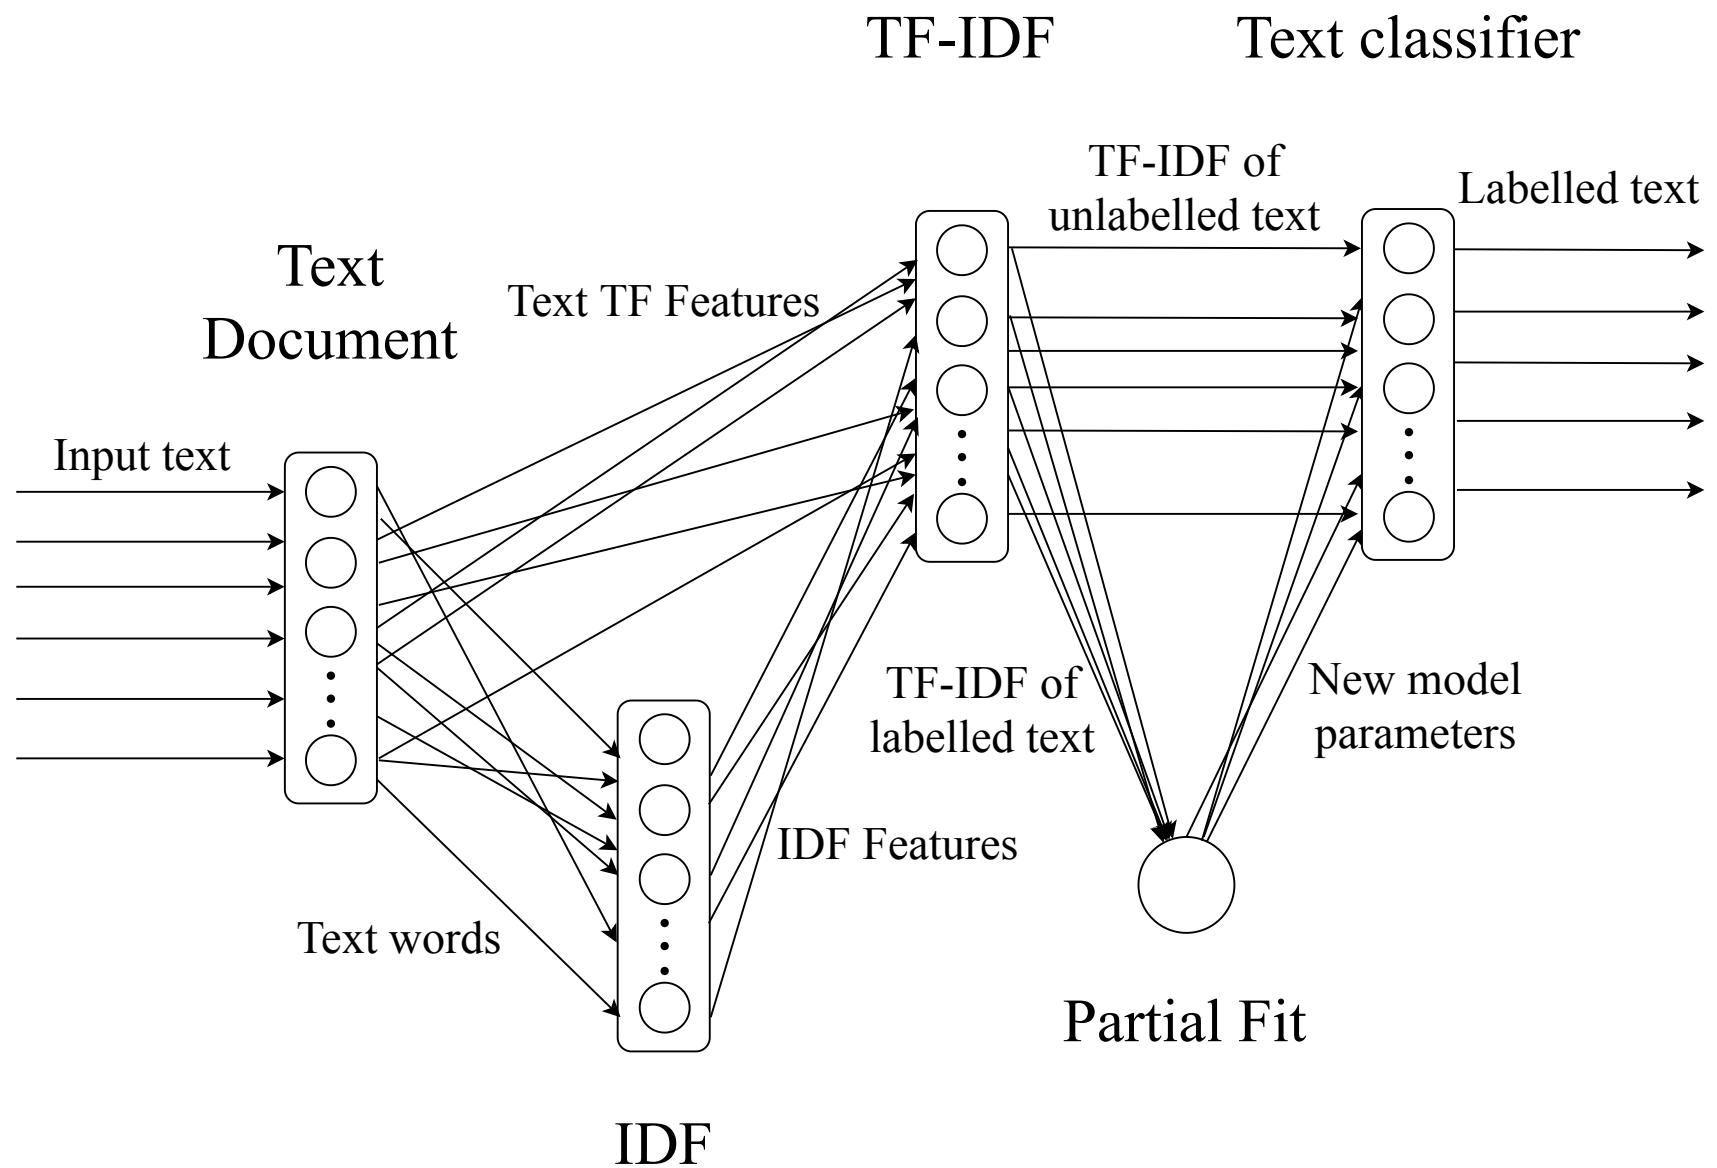 TF-IDF
Text classifier
TF-IDF of
unlabelled text
Labelled text
Text
Document
Text TF Features
Input text
TF-IDF of
labelled text
New model
parameters
IDF Features
Text words
Partial Fit
IDF